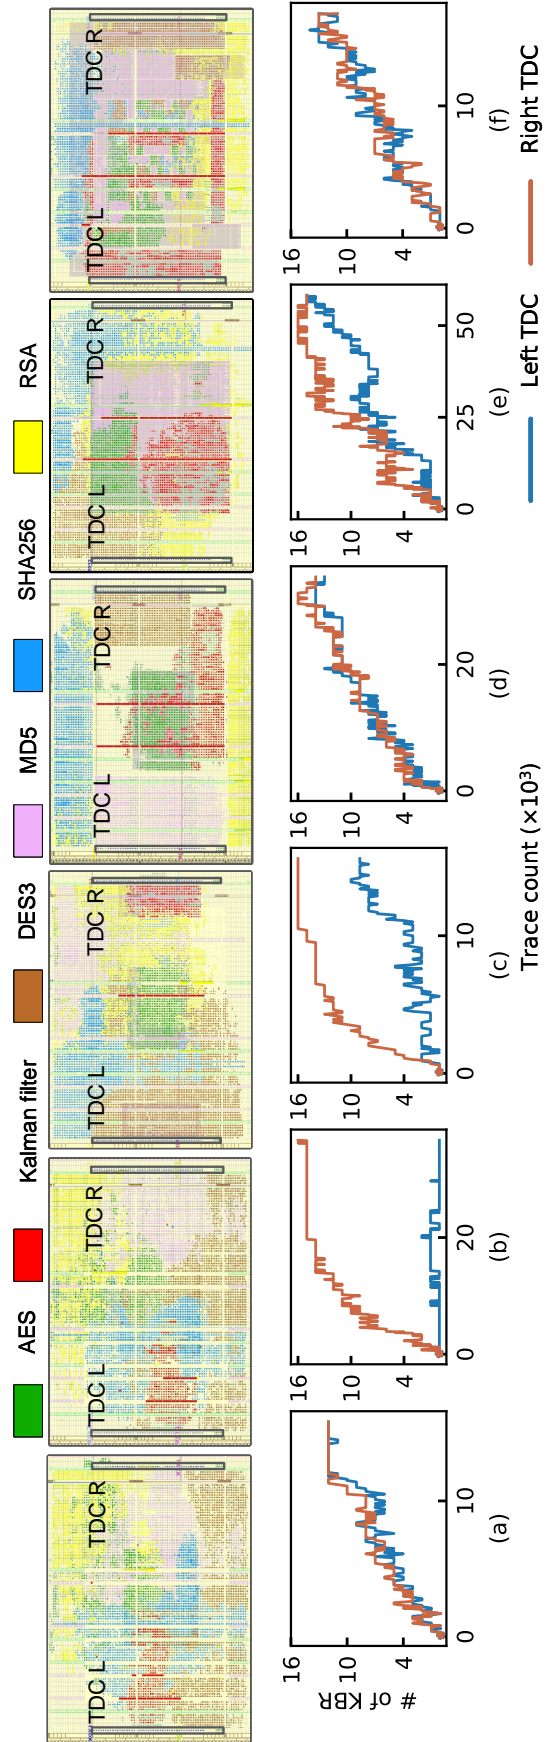 AES Kalman filter DES3 MD5 SHA256 RSA
TDC L TDC R
TDC L TDC R
TDC L TDC R
TDC L TDC R
TDC L TDC R
TDC L TDC R
# of KBR
16
10
4
0 10
(a)
16
10
4
0 20
(b)
16
10
4
0 10
(c)
16
10
4
0 20
(d)
16
10
4
0 25 50
(e)
16
10
4
0 10
(f)
Trace count (×10³)
Left TDC Right TDC